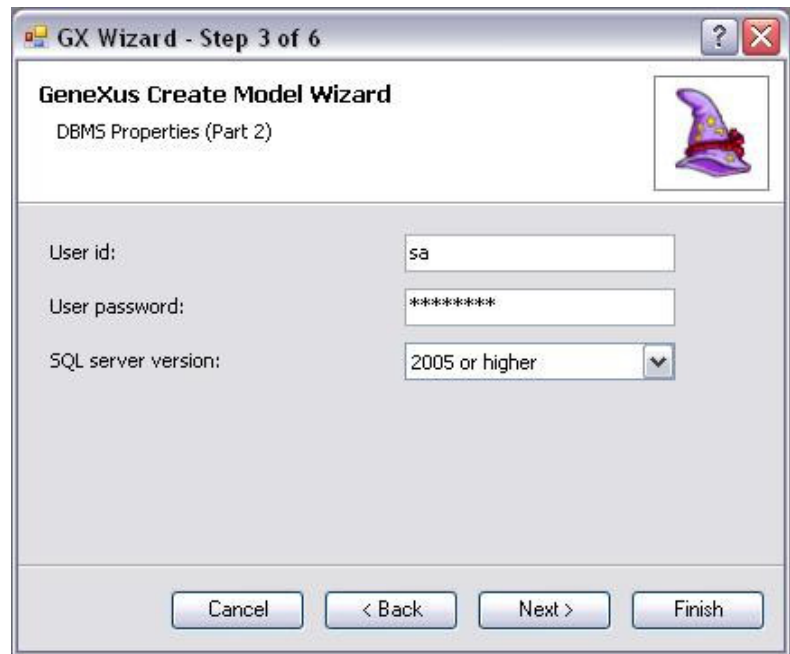 GX Wizard - Step 3 of 6
GeneXus Create Model Wizard
DBMS Properties (Part 2)
User id: sa
User password: ********
SQL server version: 2005 or higher
Cancel < Back Next > Finish